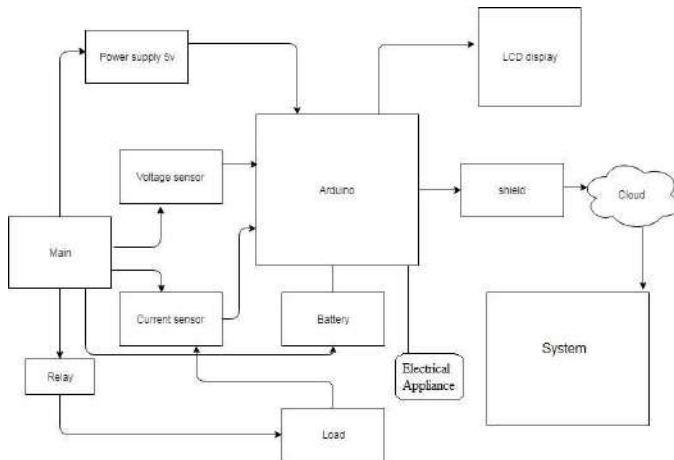 Power supply 5v
LCD display
Voltage sensor
Arduino
shield
Cloud
Main
Current sensor
Battery
System
Relay
Electrical
Appliance
Load